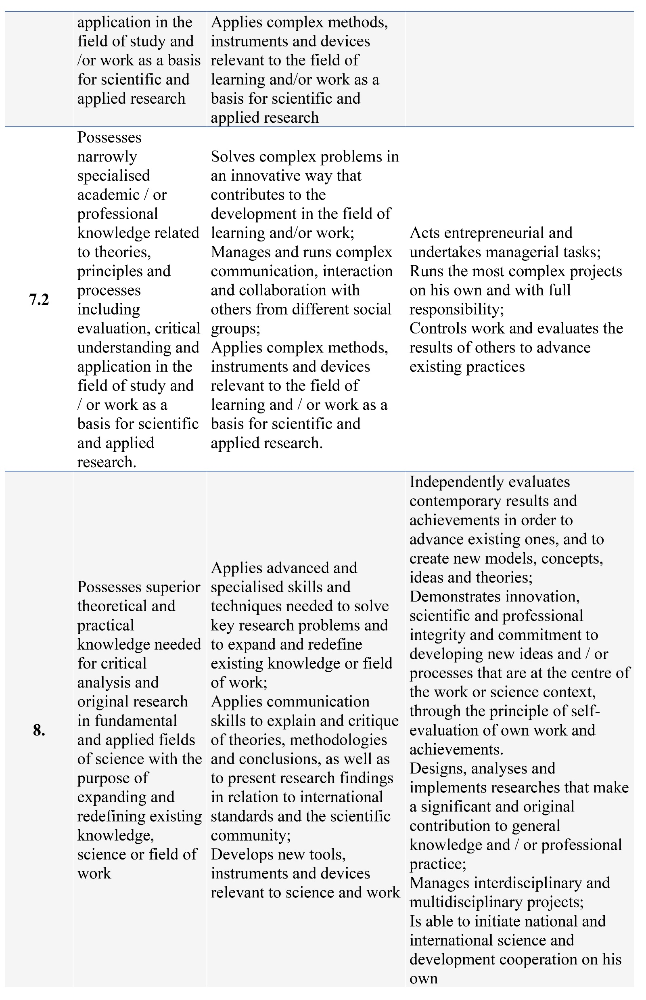 application in the
field of study and
/or work as a basis
for scientific and
applied research
Applies complex methods,
instruments and devices
relevant to the field of
learning and/or work as a
basis for scientific and
applied research
7.2
Possesses
narrowly
specialised
academic / or
professional
knowledge related
to theories,
principles and
processes
including
evaluation, critical
understanding and
application in the
field of study and
/ or work as a
basis for scientific
and applied
research.
Solves complex problems in
an innovative way that
contributes to the
development in the field of
learning and/or work;
Manages and runs complex
communication, interaction
and collaboration with
others from different social
groups;
Applies complex methods,
instruments and devices
relevant to the field of
learning and / or work as a
basis for scientific and
applied research.
Acts entrepreneurial and
undertakes managerial tasks;
Runs the most complex projects
on his own and with full
responsibility;
Controls work and evaluates the
results of others to advance
existing practices
8.
Possesses superior
theoretical and
practical
knowledge needed
for critical
analysis and
original research
in fundamental
and applied fields
of science with the
purpose of
expanding and
redefining existing
knowledge,
science or field of
work
Applies advanced and
specialised skills and
techniques needed to solve
key research problems and
to expand and redefine
existing knowledge or field
of work;
Applies communication
skills to explain and critique
of theories, methodologies
and conclusions, as well as
to present research findings
in relation to international
standards and the scientific
community;
Develops new tools,
instruments and devices
relevant to science and work
Independently evaluates
contemporary results and
achievements in order to
advance existing ones, and to
create new models, concepts,
ideas and theories;
Demonstrates innovation,
scientific and professional
integrity and commitment to
developing new ideas and / or
processes that are at the centre of
the work or science context,
through the principle of self-
evaluation of own work and
achievements.
Designs, analyses and
implements researches that make
a significant and original
contribution to general
knowledge and / or professional
practice;
Manages interdisciplinary and
multidisciplinary projects;
Is able to initiate national and
international science and
development cooperation on his
own